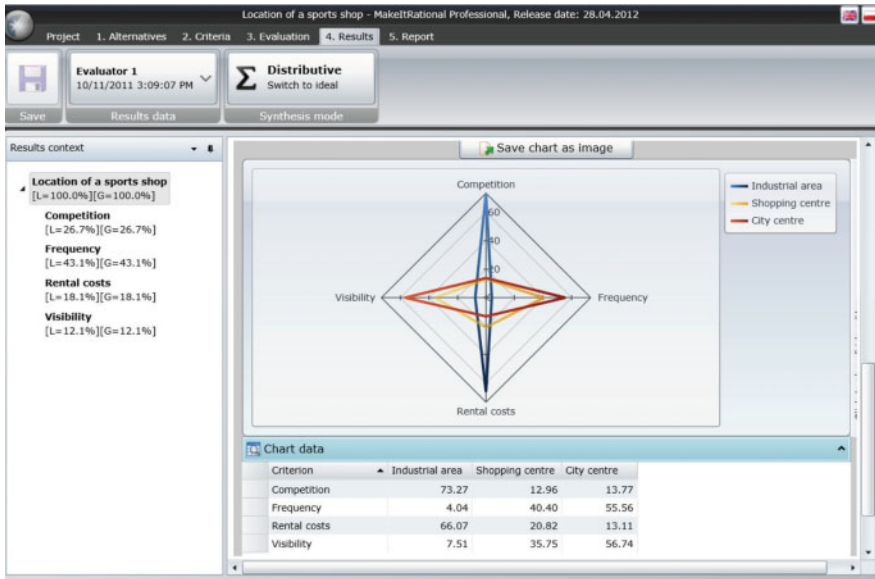 Location of a sports shop - MakeItRational Professional, Release date: 28.04.2012
Project 1. Alternatives 2. Criteria 3. Evaluation 4. Results 5. Report
Evaluator 1
10/11/2011 3:09:07 PM
Distributive
Switch to ideal
Save Results data Synthesis mode
Results context
Location of a sports shop
[L=100.0%][G=100.0%]
Competition
[L=26.7%][G=26.7%]
Frequency
[L=43.1%][G=43.1%]
Rental costs
[L=18.1%][G=18.1%]
Visibility
[L=12.1%][G=12.1%]
Save chart as image
Competition
60
40
20
0
Visibility
Frequency
Rental costs
Industrial area
Shopping centre
City centre
Chart data
Criterion Industrial area Shopping centre City centre
Competition 73.27 12.96 13.77
Frequency 4.04 40.40 55.56
Rental costs 66.07 20.82 13.11
Visibility 7.51 35.75 56.74